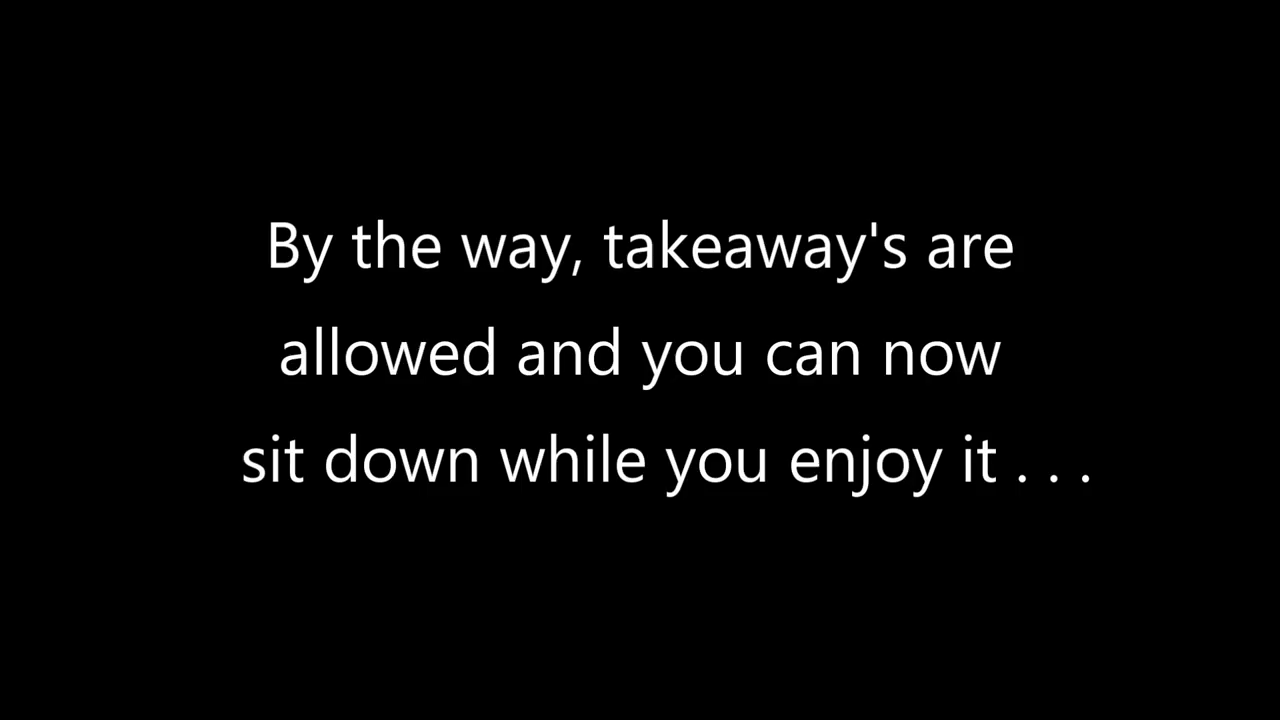 By the way, takeaway's are
allowed and you can now
sit down while you enjoy it . . .